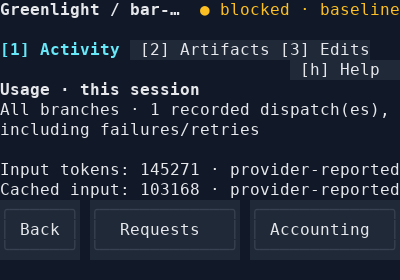 Greenlight / bar-… ● blocked · baseline
[1] Activity [2] Artifacts [3] Edits
[h] Help
Usage · this session
All branches · 1 recorded dispatch(es),
including failures/retries
Input tokens: 145271 · provider-reported
Cached input: 103168 · provider-reported
Back Requests Accounting